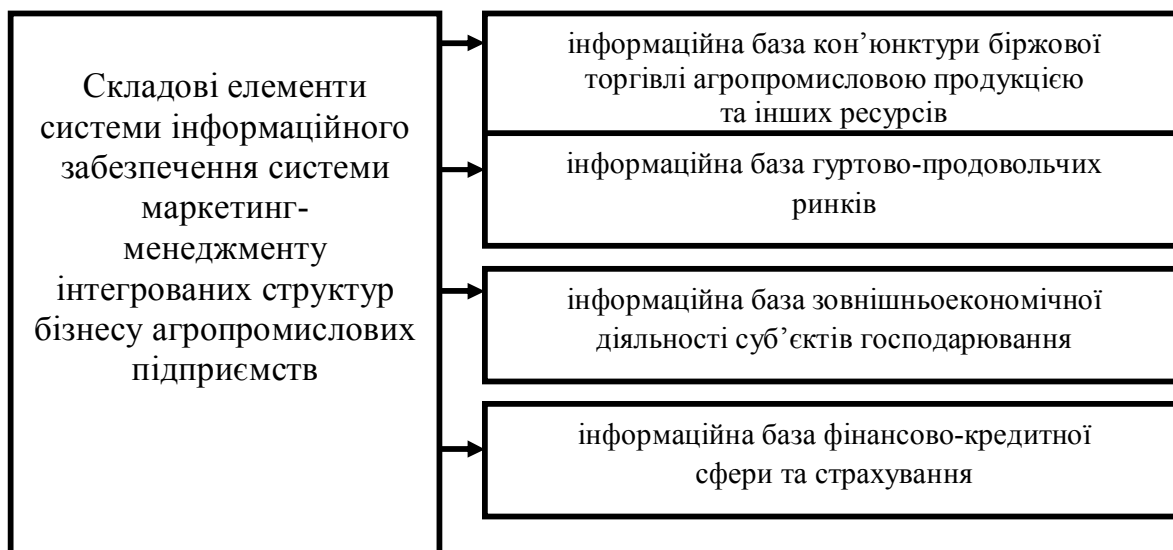 Складові елементи
системи інформаційного
забезпечення системи
маркетинг-
менеджменту
інтегрованих структур
бізнесу агропромислових
підприємств
інформаційна база кон’юнктури біржової
торгівлі агропромисловою продукцією
та інших ресурсів
інформаційна база гуртово-продовольчих
ринків
інформаційна база зовнішньоекономічної
діяльності суб’єктів господарювання
інформаційна база фінансово-кредитної
сфери та страхування